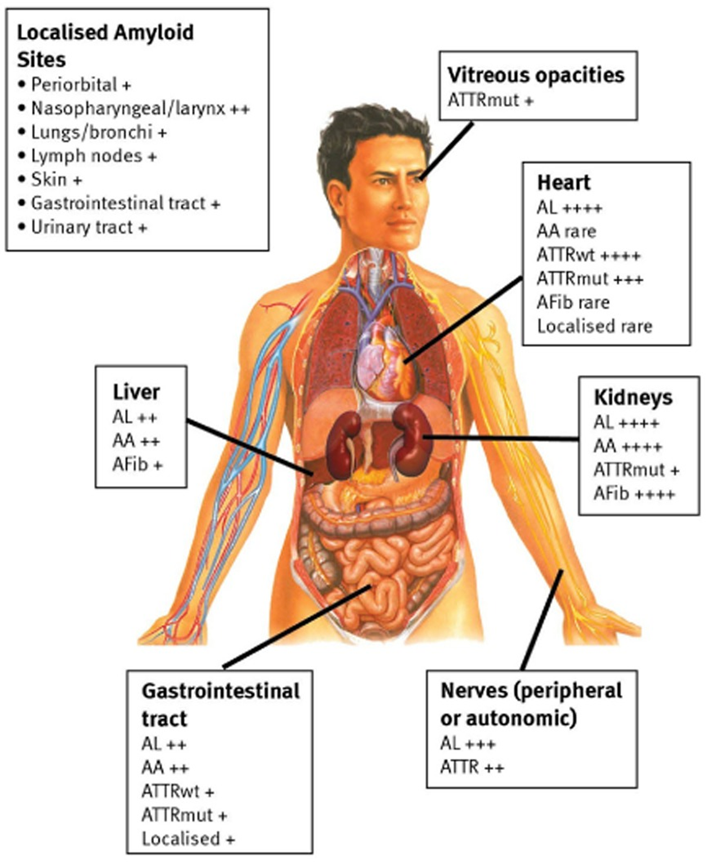 Localised Amyloid
Sites
• Periorbital +
• Nasopharyngeal/larynx ++
• Lungs/bronchi +
• Lymph nodes +
• Skin +
• Gastrointestinal tract +
• Urinary tract +
Vitreous opacities
ATTRmut +
Heart
AL ++++
AA rare
ATTRwt ++++
ATTRmut +++
AFib rare
Localised rare
Liver
AL ++
AA ++
AFib +
Kidneys
AL ++++
AA ++++
ATTRmut +
AFib ++++
Gastrointestinal
tract
AL ++
AA ++
ATTRwt +
ATTRmut +
Localised +
Nerves (peripheral
or autonomic)
AL +++
ATTR ++